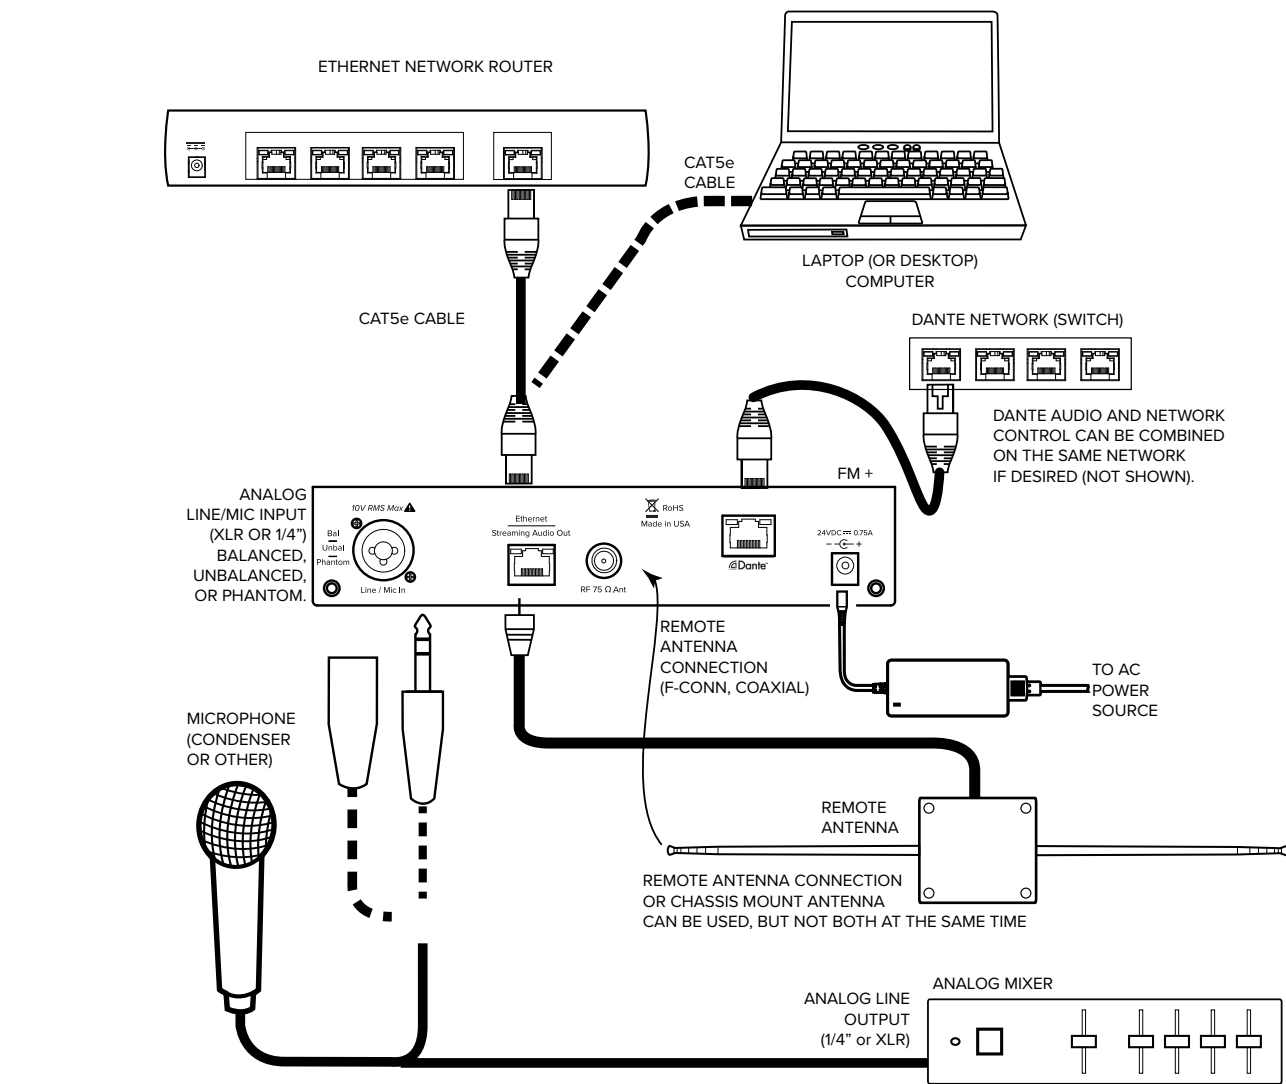 ETHERNET NETWORK ROUTER
CAT5e
CABLE
LAPTOP (OR DESKTOP)
COMPUTER
CAT5e CABLE
DANTE NETWORK (SWITCH)
DANTE AUDIO AND NETWORK
CONTROL CAN BE COMBINED
ON THE SAME NETWORK
IF DESIRED (NOT SHOWN).
FM +
ANALOG
LINE/MIC INPUT
(XLR OR 1/4”)
BALANCED,
UNBALANCED,
OR PHANTOM.
10V RMS Max
Bal
Unbal
Phantom
Line / Mic In
Ethernet
Streaming Audio Out
RF 75 Ω Ant
RoHS
Made in USA
Dante™
24VDC ⎓ 0.75A
- +
REMOTE
ANTENNA
CONNECTION
(F-CONN, COAXIAL)
TO AC
POWER
SOURCE
MICROPHONE
(CONDENSER
OR OTHER)
REMOTE
ANTENNA
REMOTE ANTENNA CONNECTION
OR CHASSIS MOUNT ANTENNA
CAN BE USED, BUT NOT BOTH AT THE SAME TIME
ANALOG MIXER
ANALOG LINE
OUTPUT
(1/4” or XLR)